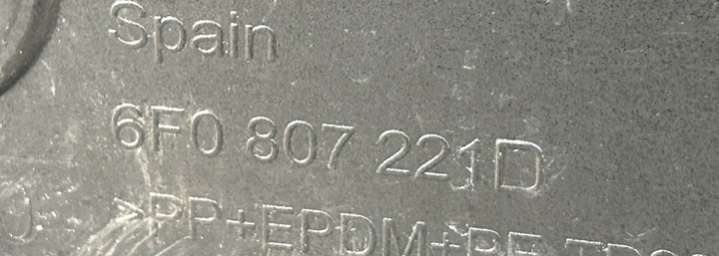 Spain
6F0 807 221D
>PP+EPDM+PE-